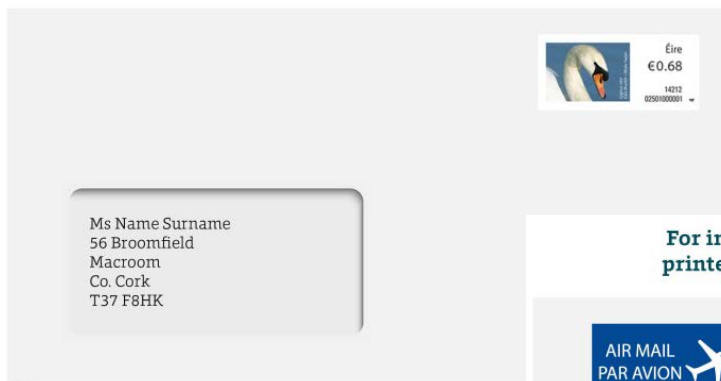 Éire
€0.68
14212
02501000001
Ms Name Surname
56 Broomfield
Macroom
Co. Cork
T37 F8HK
For
AIR MAIL
PAR AVION